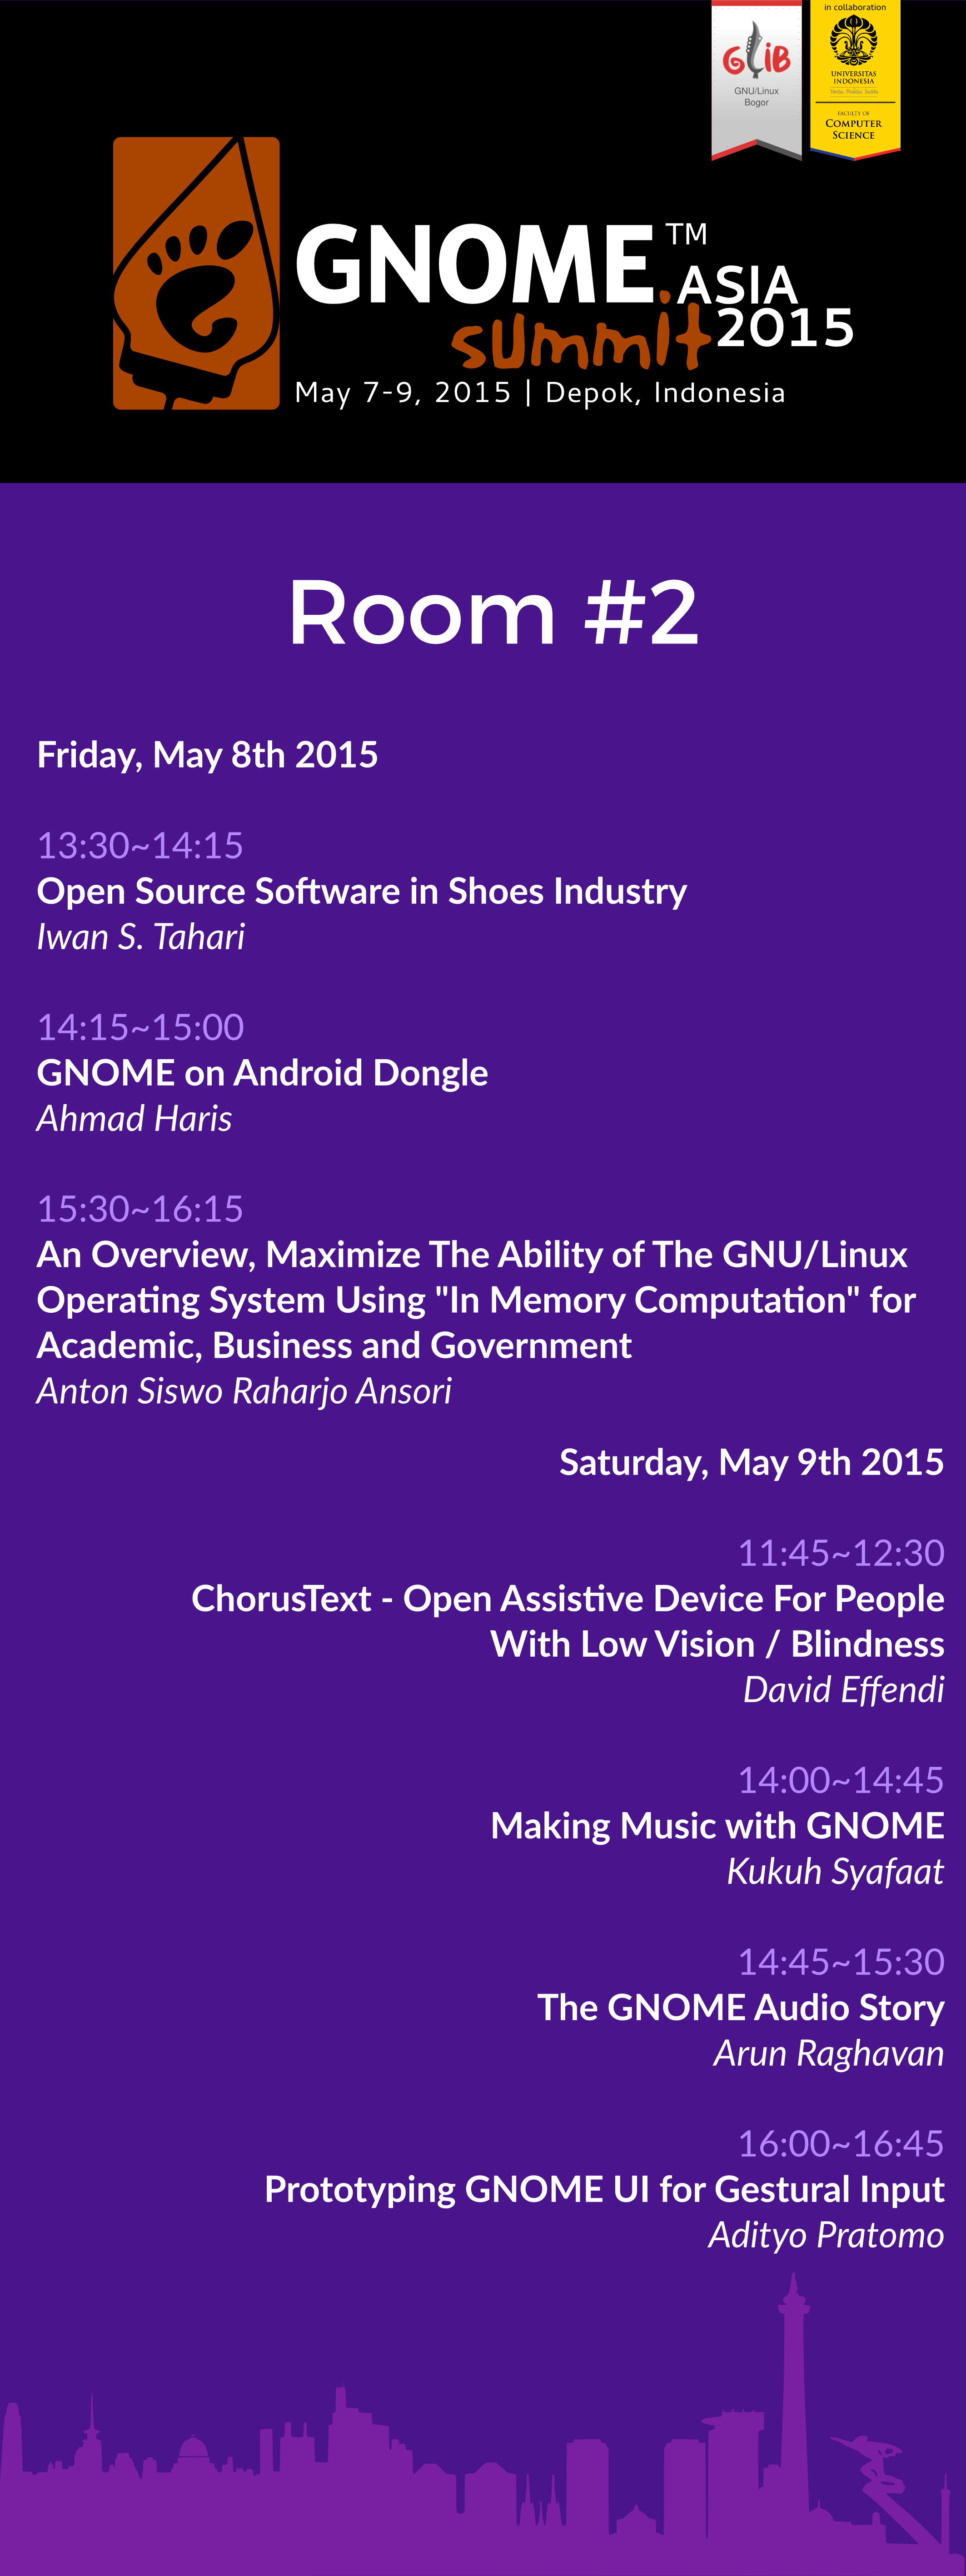 in collaboration
GLiB
GNU/Linux
Bogor
UNIVERSITAS
INDONESIA
Veritas, Probitas, Iustitia
FACULTY OF
COMPUTER
SCIENCE
GNOME™
.ASIA
summit 2015
May 7-9, 2015 | Depok, Indonesia
Room #2
Friday, May 8th 2015
13:30~14:15
Open Source Software in Shoes Industry
Iwan S. Tahari
14:15~15:00
GNOME on Android Dongle
Ahmad Haris
15:30~16:15
An Overview, Maximize The Ability of The GNU/Linux
Operating System Using "In Memory Computation" for
Academic, Business and Government
Anton Siswo Raharjo Ansori
Saturday, May 9th 2015
11:45~12:30
ChorusText - Open Assistive Device For People
With Low Vision / Blindness
David Effendi
14:00~14:45
Making Music with GNOME
Kukuh Syafaat
14:45~15:30
The GNOME Audio Story
Arun Raghavan
16:00~16:45
Prototyping GNOME UI for Gestural Input
Adityo Pratomo